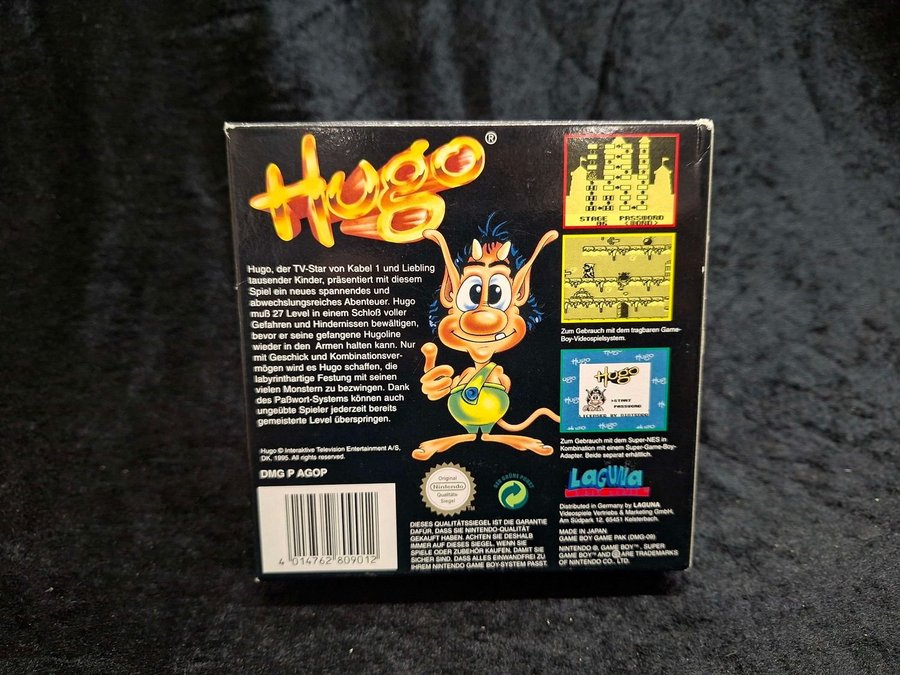 Hugo®
Hugo, der TV-Star von Kabel 1 und Liebling
tausender Kinder, präsentiert mit diesem
Spiel ein neues spannendes und
abwechslungsreiches Abenteuer. Hugo
muß 27 Level in einem Schloß voller
Gefahren und Hindernissen bewältigen,
bevor er seine gefangene Hugoline
wieder in den Armen halten kann. Nur
mit Geschick und Kombinationsver-
mögen wird es Hugo schaffen, die
labyrinthartige Festung mit seinen
vielen Monstern zu bezwingen. Dank
des Paßwort-Systems können auch
ungeübte Spieler jederzeit bereits
gemeisterte Level überspringen.
Hugo © Interaktive Television Entertainment A/S,
DK, 1995. All rights reserved.
DMG P AGOP
4 014762 809012
Original
Nintendo
Qualitäts-
Siegel
TM
DER GRÜNE PUNKT
DIESES QUALITÄTSSIEGEL IST DIE GARANTIE
DAFÜR, DASS SIE NINTENDO-QUALITÄT
GEKAUFT HABEN. ACHTEN SIE DESHALB
IMMER AUF DIESES SIEGEL, WENN SIE
SPIELE ODER ZUBEHÖR KAUFEN, DAMIT SIE
SICHER SIND, DASS ALLES EINWANDFREI ZU
IHREM NINTENDO GAME BOY-SYSTEM PASST.
STAGE PASSWORD
06
Zum Gebrauch mit dem tragbaren Game-
Boy-Videospielsystem.
Hugo
START
PASSWORD
LICENSED BY NINTENDO
Zum Gebrauch mit dem Super-NES in
Kombination mit einem Super-Game-Boy-
Adapter. Beide separat erhältlich.
LAGUNA
Distributed in Germany by LAGUNA
Videospiele Vertriebs & Marketing GmbH,
Am Südpark 12, 65451 Kelsterbach.
MADE IN JAPAN
GAME BOY GAME PAK (DMG-09)
NINTENDO ®, GAME BOY™, SUPER
GAME BOY™ AND ARE TRADEMARKS
OF NINTENDO CO., LTD.